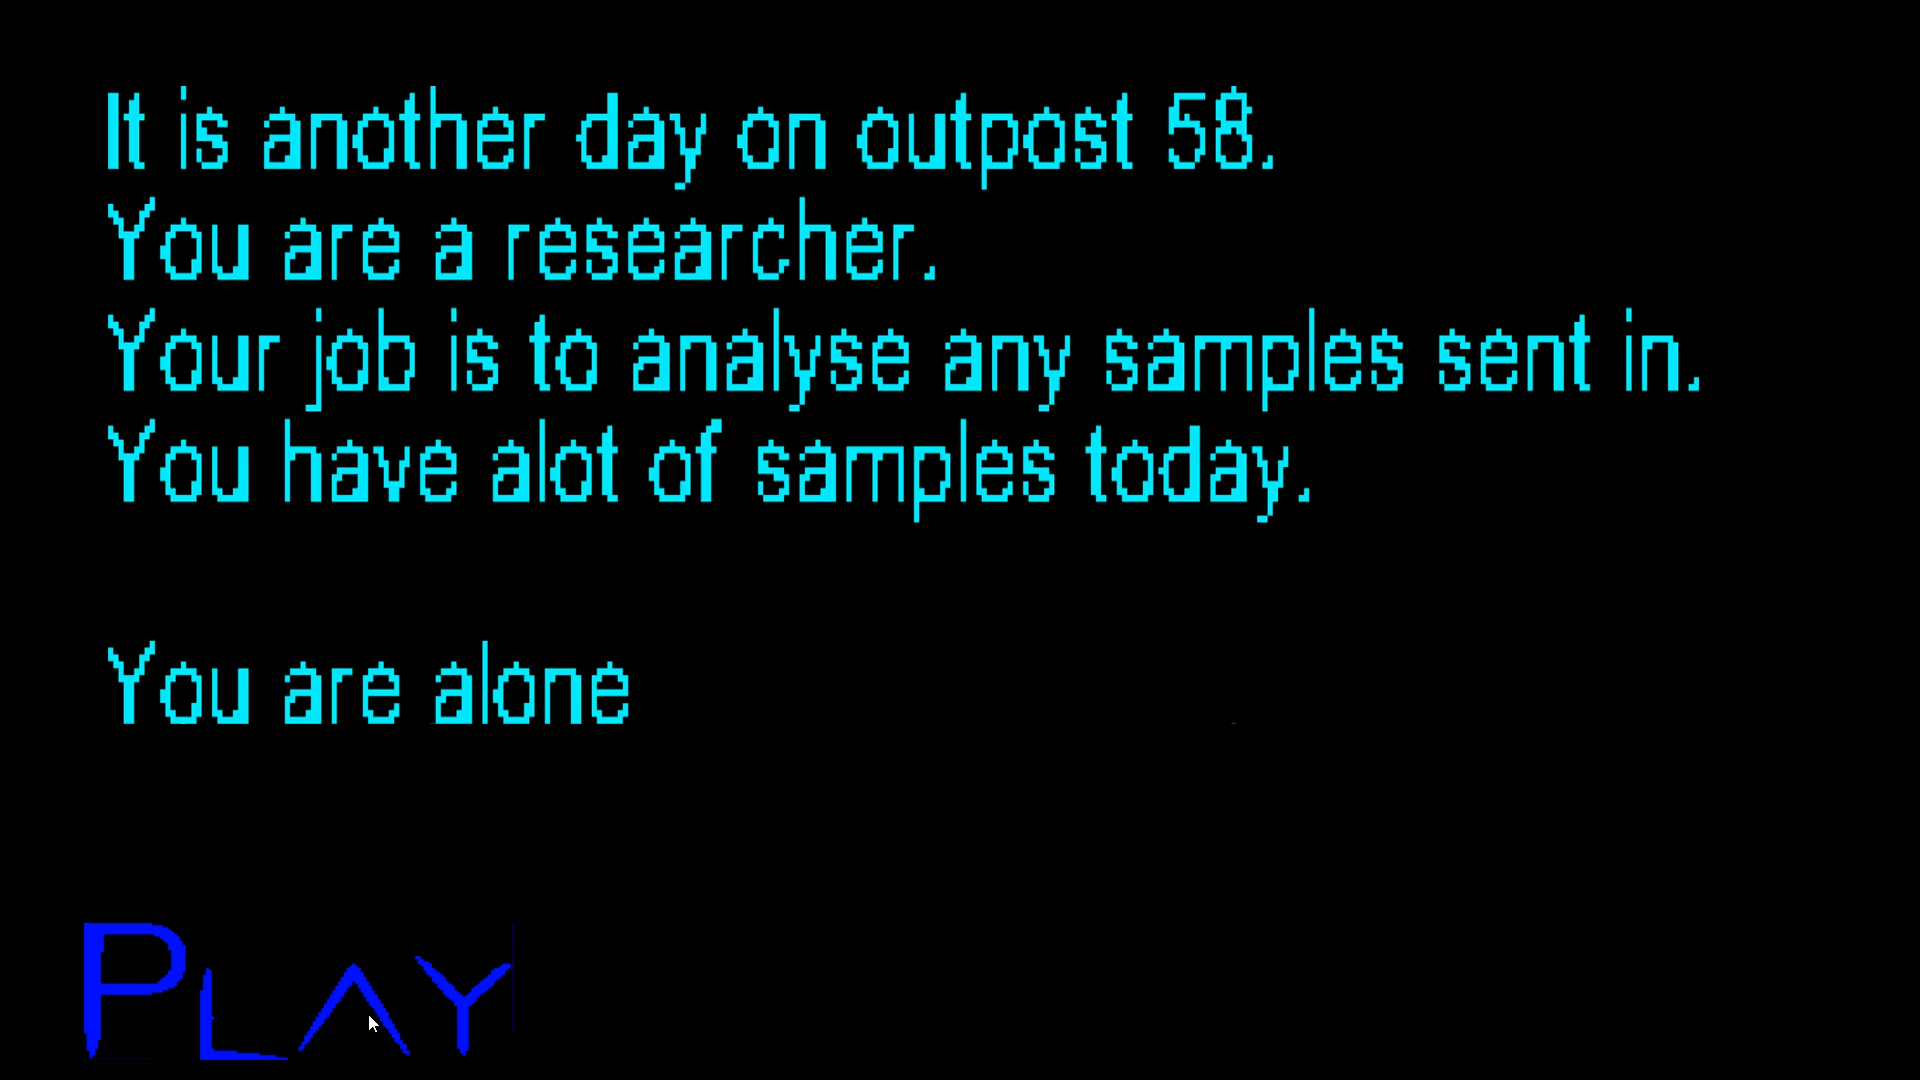 It is another day on outpost 58.
You are a researcher.
Your job is to analyse any samples sent in.
You have alot of samples today.
You are alone
PLAY